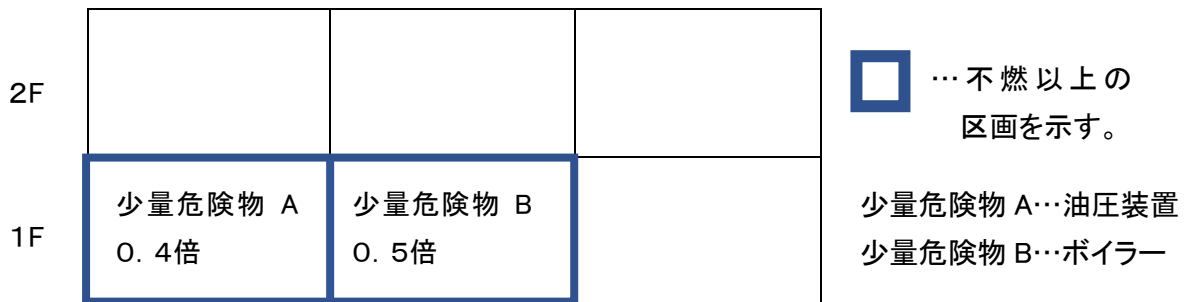 2F
…不燃以上の
区画を示す。
少量危険物 A
0．4倍
少量危険物 B
0．5倍
1F
少量危険物 A…油圧装置
少量危険物 B…ボイラー